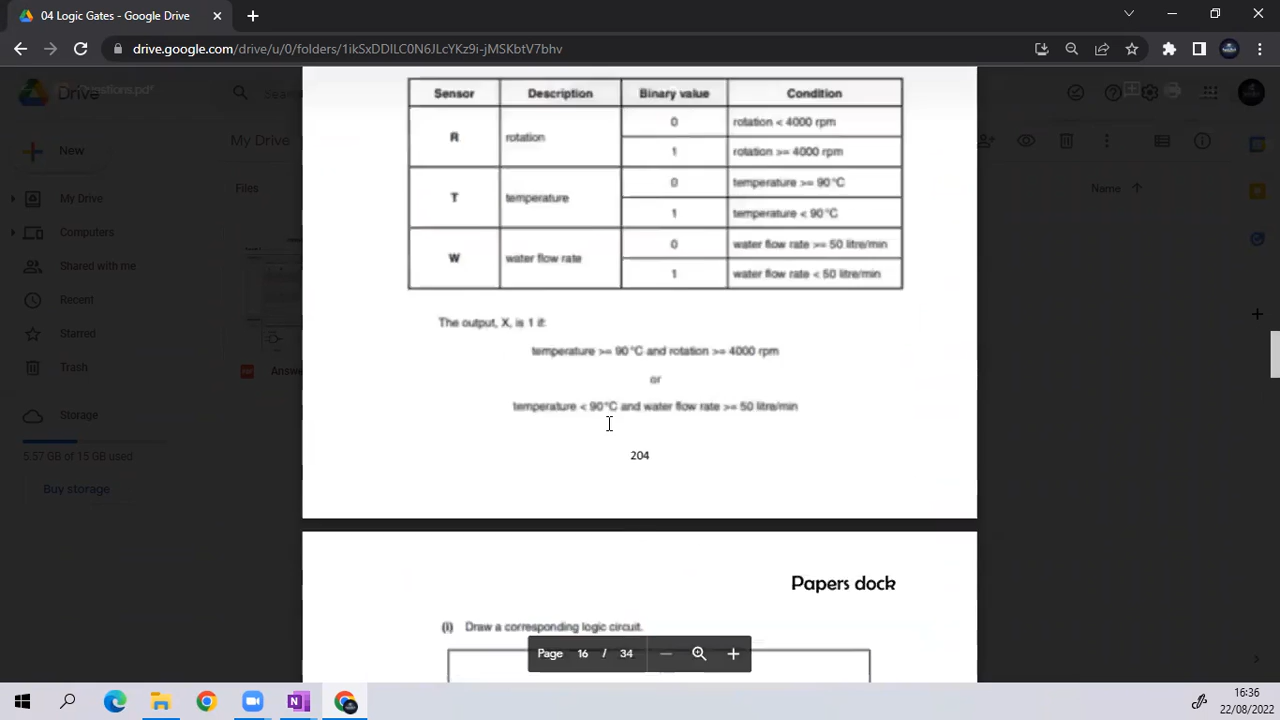 04 Logic Gates - Google Drive
drive.google.com/drive/u/0/folders/1ikSxDDILC0N6JLcYKz9i-jMSKbtV7bhv
Drive
New
My Drive
Computers
Shared with me
Recent
Starred
Trash
Storage
5.57 GB of 15 GB used
Buy storage
My Drive
Files
Name
Answe
Sensor Description Binary value Condition
R rotation 0 rotation < 4000 rpm
1 rotation >= 4000 rpm
T temperature 0 temperature >= 90 °C
1 temperature < 90 °C
W water flow rate 0 water flow rate >= 50 litre/min
1 water flow rate < 50 litre/min
The output, X, is 1 if:
temperature >= 90 °C and rotation >= 4000 rpm
or
temperature < 90 °C and water flow rate >= 50 litre/min
204
Papers dock
(i) Draw a corresponding logic circuit.
Page 16 / 34
16:36
22/08/2022